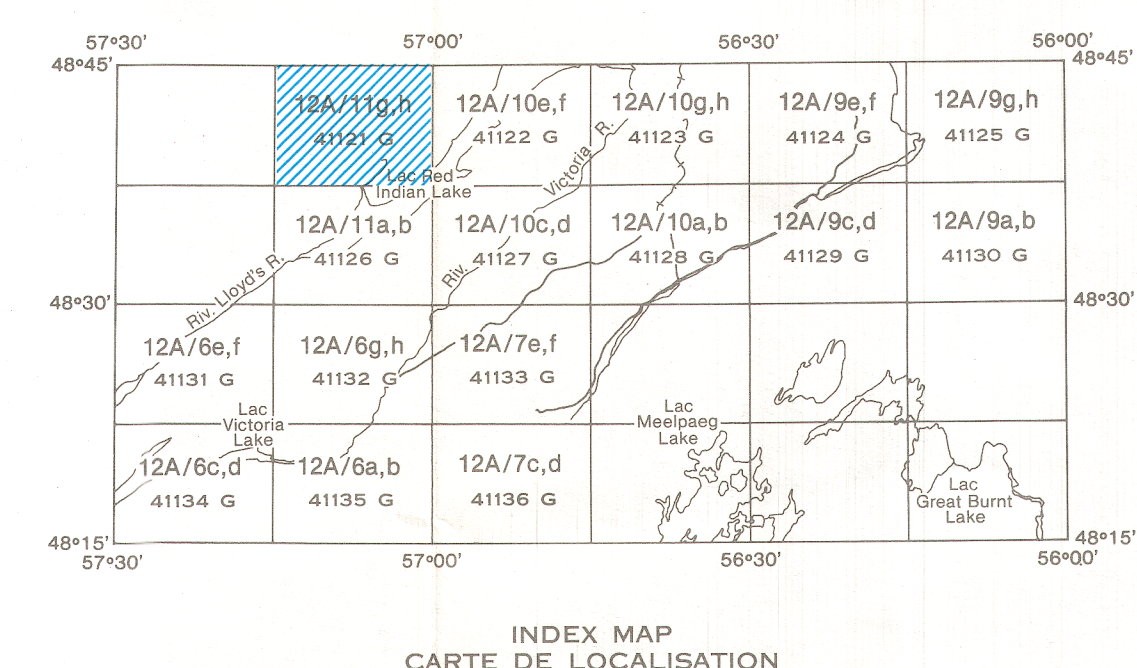 57°30' 57°00' 56°30' 56°00'
48°45' 48°45'
12A/11g,h 12A/10e,f 12A/10g,h 12A/9e,f 12A/9g,h
41121 G 41122 G 41123 G 41124 G 41125 G
Victoria R.
Lac Red
Indian Lake
12A/11a,b 12A/10c,d 12A/10a,b 12A/9c,d 12A/9a,b
41126 G 41127 G 41128 G 41129 G 41130 G
Riv. Lloyd's R.
Riv.
48°30' 48°30'
12A/6e,f 12A/6g,h 12A/7e,f
41131 G 41132 G 41133 G
Lac
Victoria
Lake
Lac
Meelpaeg
Lake
12A/6c,d 12A/6a,b 12A/7c,d
41134 G 41135 G 41136 G
Lac
Great Burnt
Lake
48°15' 48°15'
57°30' 57°00' 56°30' 56°00'
INDEX MAP
CARTE DE LOCALISATION